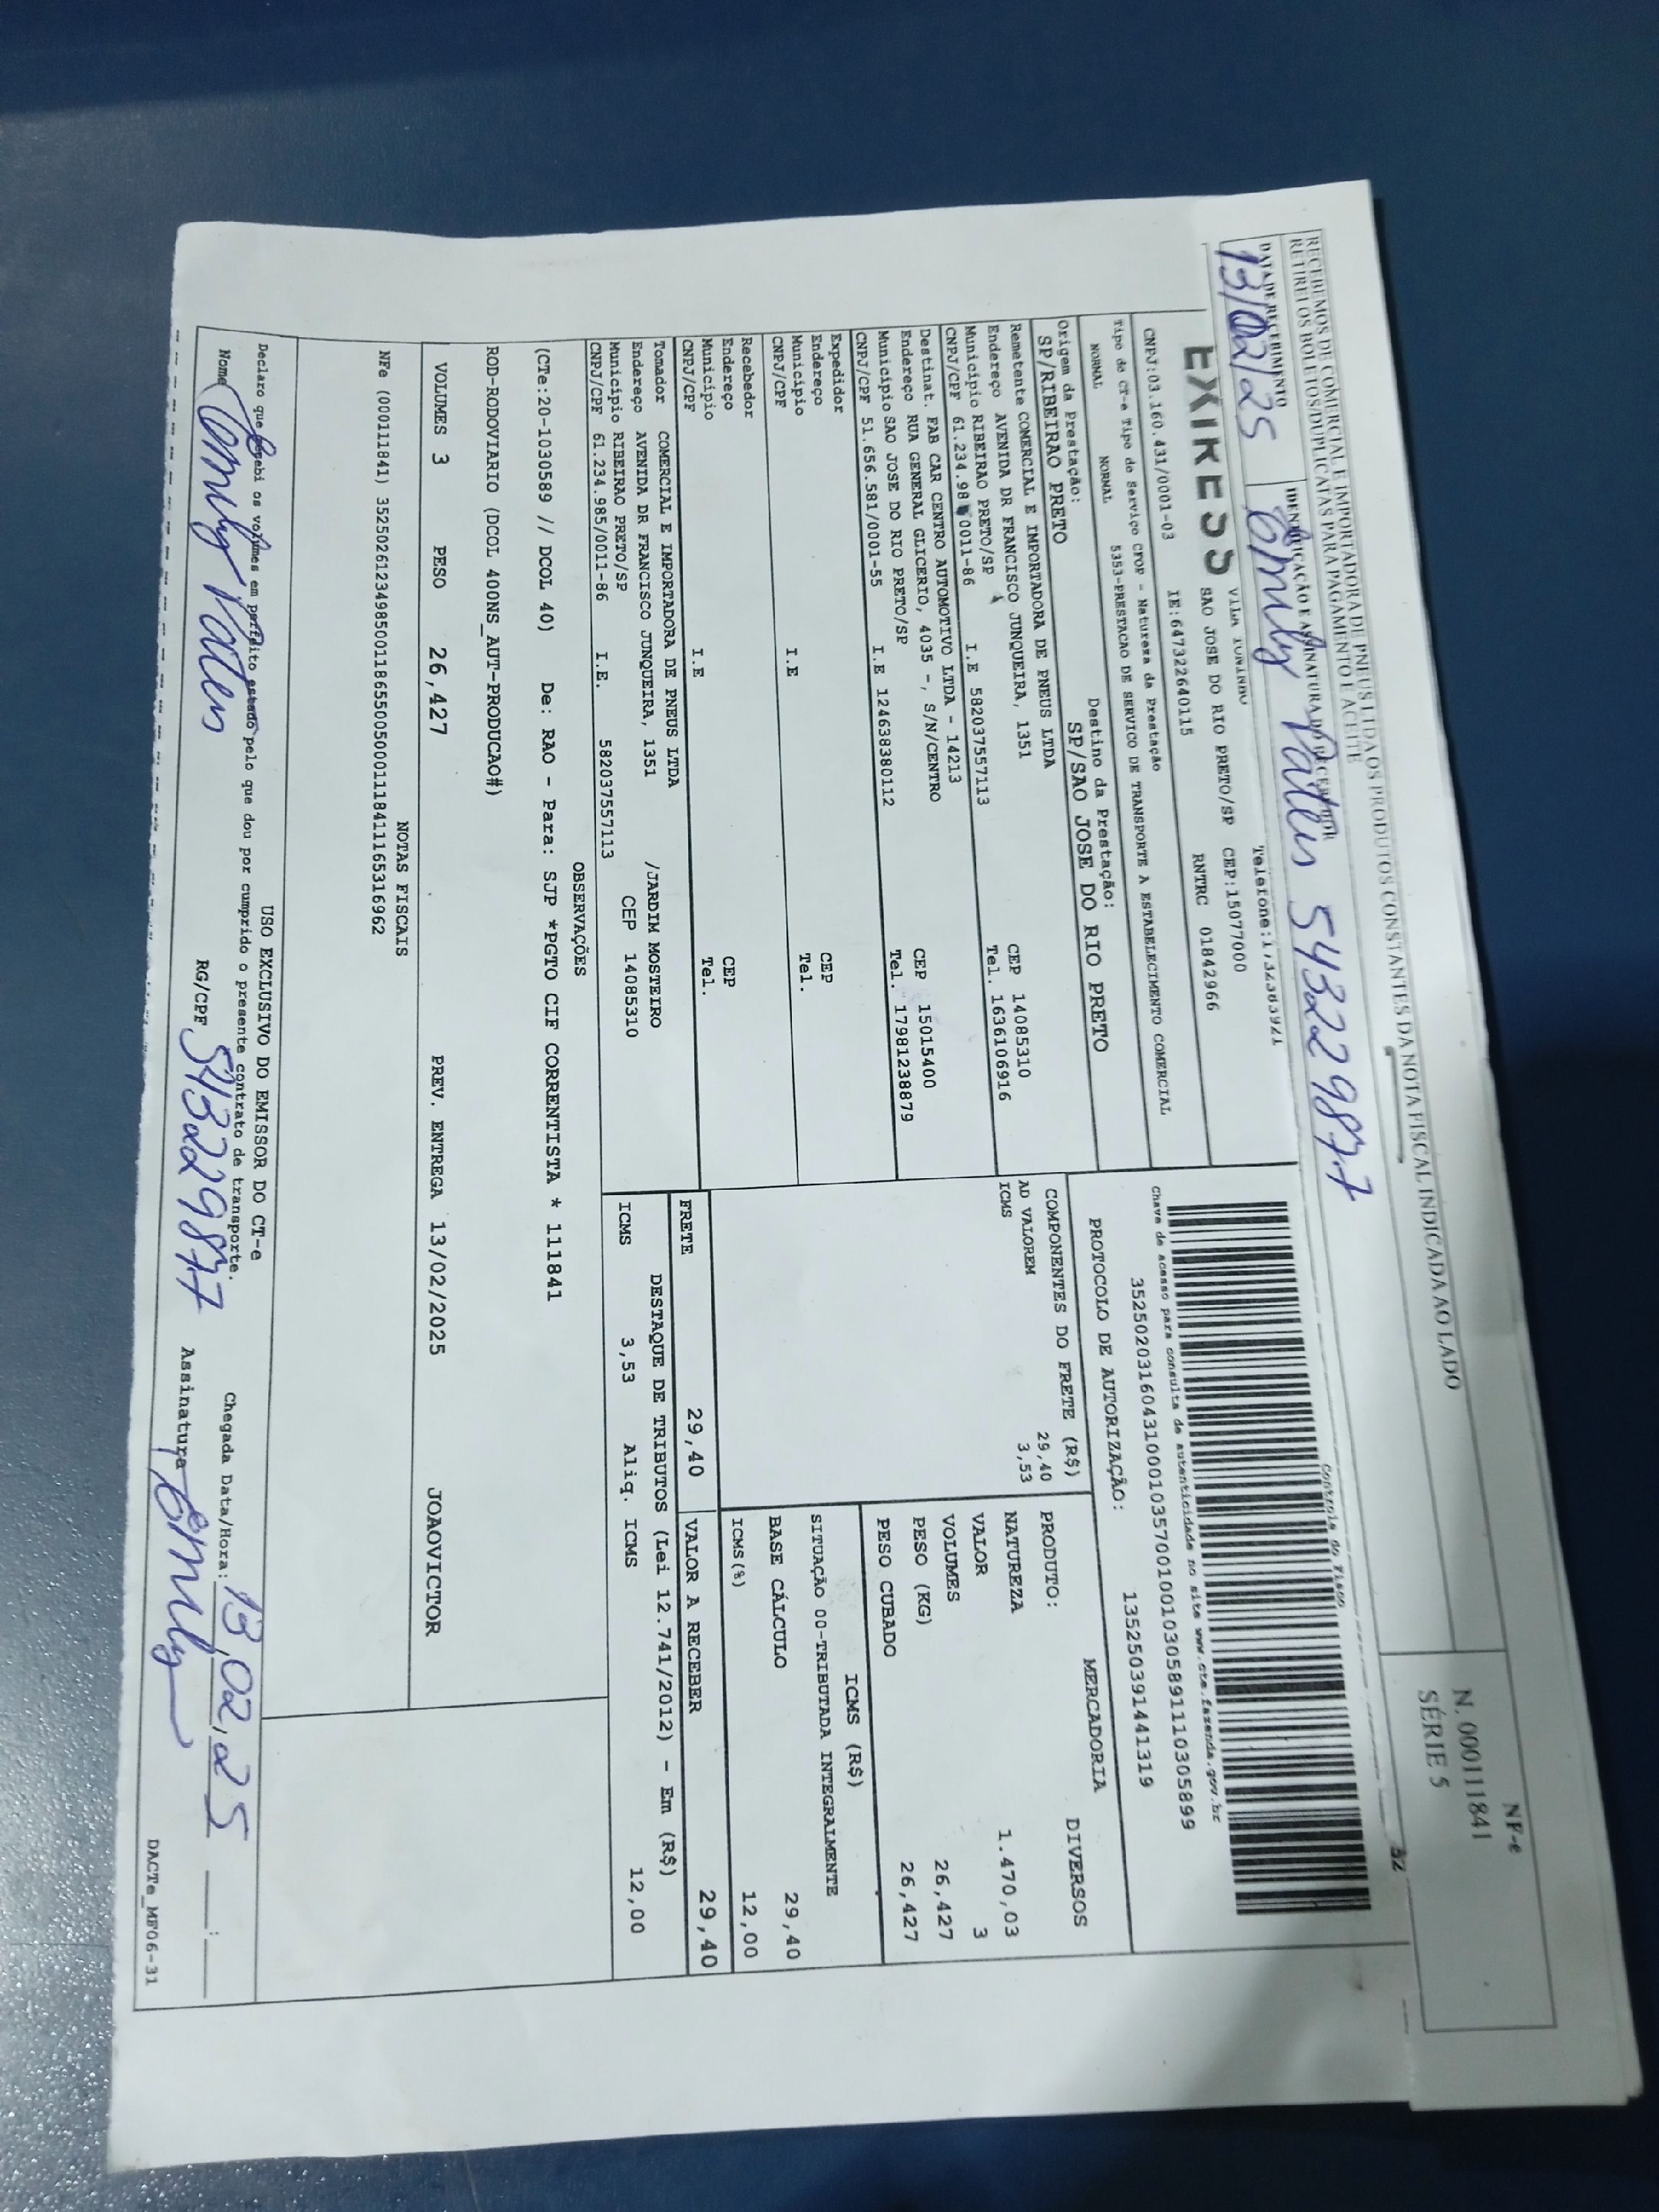 RECEBEMOS DE COMERCIAL E IMPORTADORA DE PNEUS LTDA OS PRODUTOS CONSTANTES DA NOTA FISCAL INDICADA AO LADO
RETIREI OS BOLETOS/DUPLICATAS PARA PAGAMENTO E ACEITE
NF-e
N. 000111841
SÉRIE 5
DATA DE RECEBIMENTO
IDENTIFICAÇÃO E ASSINATURA DO RECEBEDOR
13/02/25 Emily 543229877
VILA TONINHO
SAO JOSE DO RIO PRETO/SP CEP:15077000
CNPJ:03.160.431/0001-03 IE:647322640115 RNTRC 01842966
Controle do Fisco
Chave de acesso para consulta de autenticidade no site www.cte.fazenda.gov.br
Tipo do CT-e Tipo do Serviço CFOP - Natureza da Prestação
NORMAL NORMAL 5353-PRESTACAO DE SERVICO DE TRANSPORTE A ESTABELECIMENTO COMERCIAL
PROTOCOLO DE AUTORIZAÇÃO: 135250391441319
Origem da Prestação: Destino da Prestação:
SP/RIBEIRAO PRETO SP/SAO JOSE DO RIO PRETO
Remetente COMERCIAL E IMPORTADORA DE PNEUS LTDA
Endereço AVENIDA DR FRANCISCO JUNQUEIRA, 1351 CEP 14085310
Município RIBEIRAO PRETO/SP Tel. 1636106916
CNPJ/CPF 61.234.98 0011-86 I.E 582037557113
Destinat. FAB CAR CENTRO AUTOMOTIVO LTDA - 14213
Endereço RUA GENERAL GLICERIO, 4035 -, S/N/CENTRO CEP 15015400
Município SAO JOSE DO RIO PRETO/SP Tel. 17981238879
CNPJ/CPF 51.656.581/0001-55 I.E 124638380112
Expedidor
Endereço CEP
Município Tel.
CNPJ/CPF I.E
Recebedor
Endereço CEP
Município Tel.
CNPJ/CPF I.E
COMPONENTES DO FRETE (R$)
AD VALOREM 29,40
ICMS 3,53
MERCADORIA
PRODUTO: DIVERSOS
NATUREZA
VALOR 1.470,03
VOLUMES 3
PESO (KG) 26,427
PESO CUBADO 26,427
ICMS (R$)
SITUAÇÃO 00-TRIBUTADA INTEGRALMENTE
BASE CÁLCULO 29,40
ICMS(%) 12,00
Tomador COMERCIAL E IMPORTADORA DE PNEUS LTDA
Endereço AVENIDA DR FRANCISCO JUNQUEIRA, 1351 /JARDIM MOSTEIRO
Município RIBEIRAO PRETO/SP CEP 14085310
CNPJ/CPF 61.234.985/0011-86 I.E. 582037557113
FRETE 29,40 VALOR A RECEBER 29,40
DESTAQUE DE TRIBUTOS (Lei 12.741/2012) - Em (R$)
ICMS 3,53 Aliq. ICMS 12,00
OBSERVAÇÕES
(CTe:20-1030589 // DCOL 40) De: RAO - Para: SJP *PGTO CIF CORRENTISTA * 111841
ROD-RODOVIARIO (DCOL 400NS_AUT-PRODUCAO#)
VOLUMES 3 PESO 26,427 PREV. ENTREGA 13/02/2025 JOAOVICTOR
NOTAS FISCAIS
USO EXCLUSIVO DO EMISSOR DO CT-e
Declaro que recebi os volumes em perfeito estado pelo que dou por cumprido o presente contrato de transporte.
Chegada Data/Hora: 13,02,25
Nome Emily RG/CPF 543229877 Assinatura Emily
DACTe_MF06-31